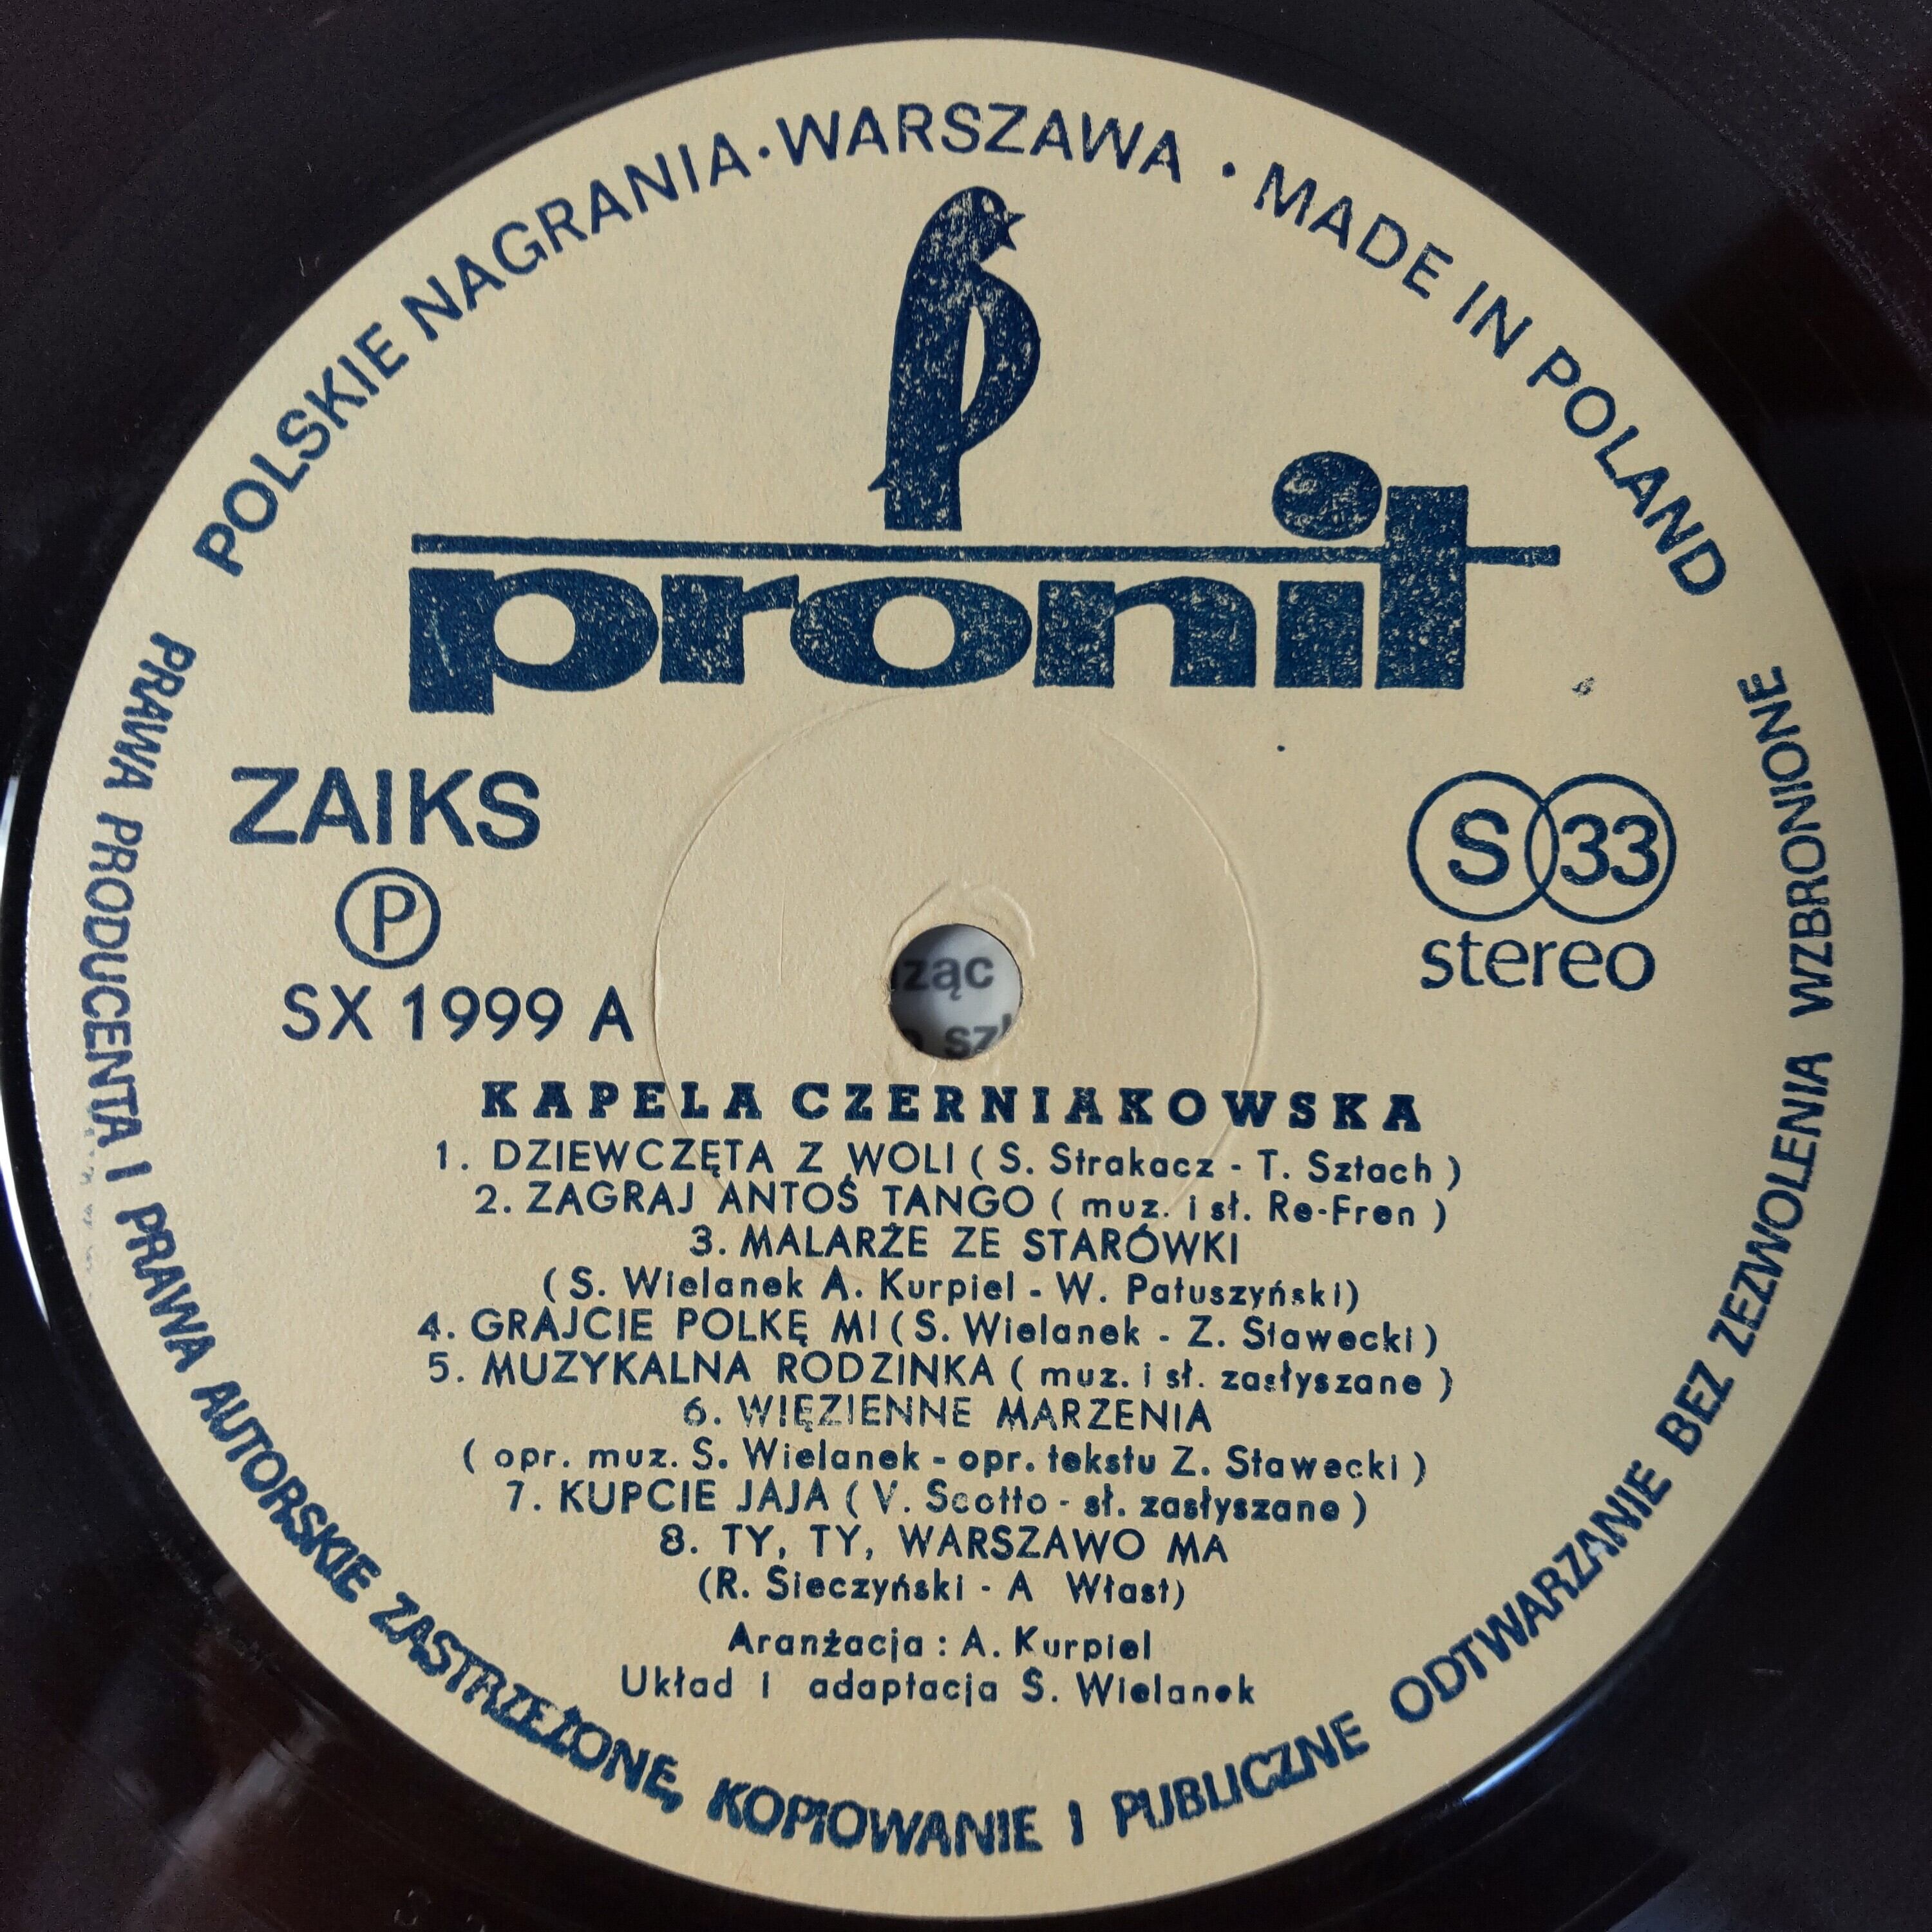 POLSKIE NAGRANIA · WARSZAWA · MADE IN POLAND
pronit
ZAIKS
P
SX 1999 A
S 33
stereo
KAPELA CZERNIAKOWSKA
1. DZIEWCZĘTA Z WOLI ( S. Strakacz - T. Sztach )
2. ZAGRAJ ANTOŚ TANGO ( muz. i sł. Re-Fren )
3. MALARZE ZE STARÓWKI
( S. Wielanek A. Kurpiel - W. Patuszyński)
4. GRAJCIE POLKĘ MI ( S. Wielanek - Z. Sławecki )
5. MUZYKALNA RODZINKA ( muz. i sł. zasłyszane )
6. WIĘZIENNE MARZENIA
( opr. muz. S. Wielanek - opr. tekstu Z. Sławecki )
7. KUPCIE JAJA ( V. Scotto - sł. zasłyszane )
8. TY, TY, WARSZAWO MA
(R. Sieczyński - A Włast)
Aranżacja : A. Kurpiel
Układ i adaptacja S. Wielanek
PRAWA PRODUCENTA I PRAWA AUTORSKIE ZASTRZEŻONE, KOPIOWANIE I PUBLICZNE ODTWARZANIE BEZ ZEZWOLENIA WZBRONIONE